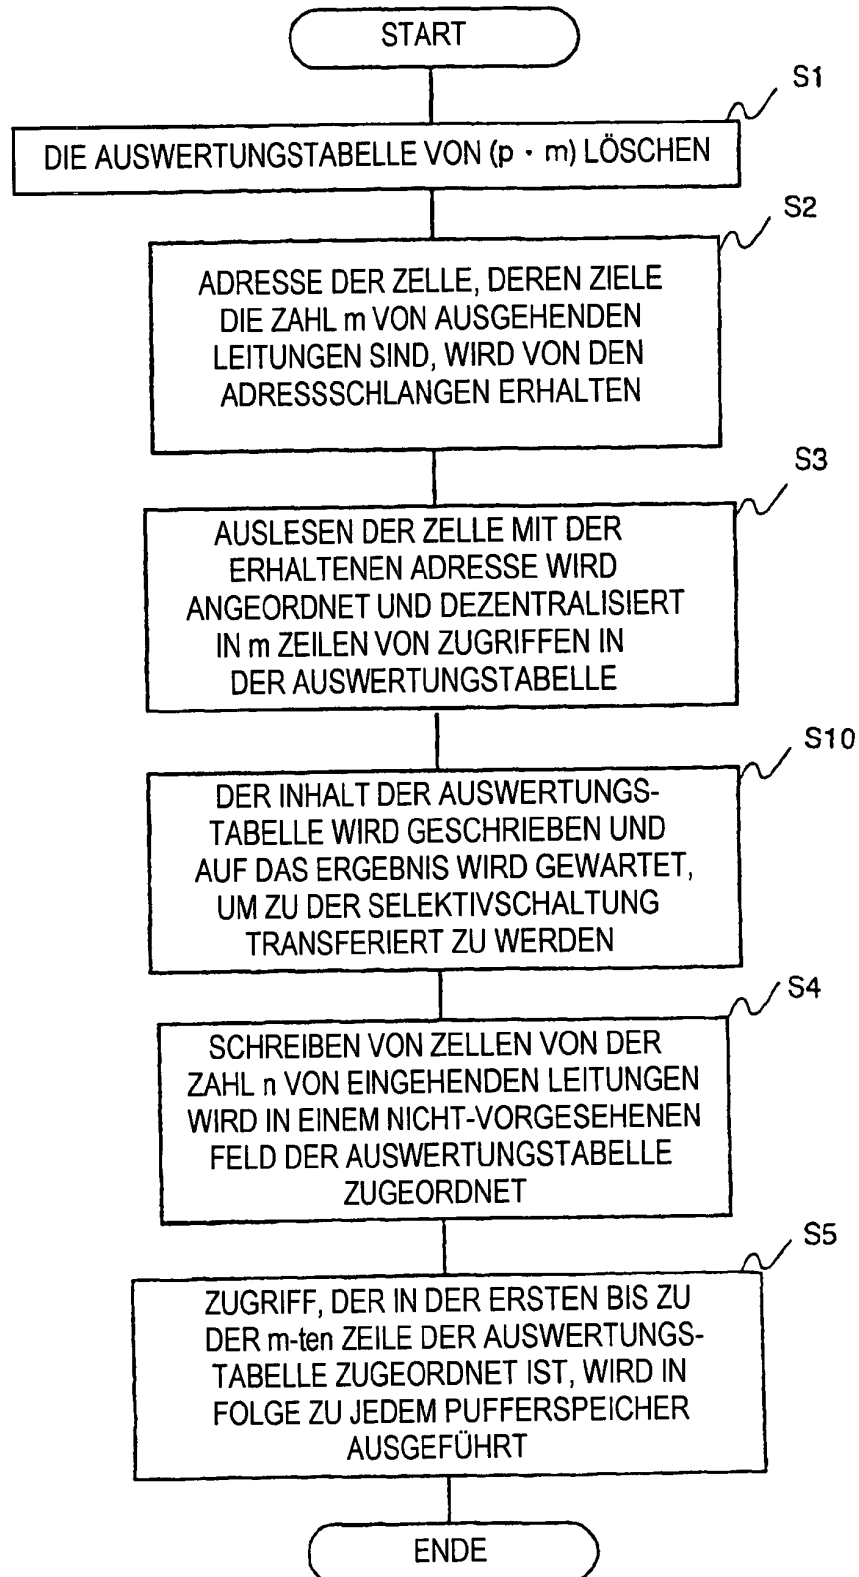 START
S1
DIE AUSWERTUNGSTABELLE VON (p · m) LÖSCHEN
S2
ADRESSE DER ZELLE, DEREN ZIELE
DIE ZAHL m VON AUSGEHENDEN
LEITUNGEN SIND, WIRD VON DEN
ADRESSSCHLANGEN ERHALTEN
S3
AUSLESEN DER ZELLE MIT DER
ERHALTENEN ADRESSE WIRD
ANGEORDNET UND DEZENTRALISIERT
IN m ZEILEN VON ZUGRIFFEN IN
DER AUSWERTUNGSTABELLE
S10
DER INHALT DER AUSWERTUNGS-
TABELLE WIRD GESCHRIEBEN UND
AUF DAS ERGEBNIS WIRD GEWARTET,
UM ZU DER SELEKTIVSCHALTUNG
TRANSFERIERT ZU WERDEN
S4
SCHREIBEN VON ZELLEN VON DER
ZAHL n VON EINGEHENDEN LEITUNGEN
WIRD IN EINEM NICHT-VORGESEHENEN
FELD DER AUSWERTUNGSTABELLE
ZUGEORDNET
S5
ZUGRIFF, DER IN DER ERSTEN BIS ZU
DER m-ten ZEILE DER AUSWERTUNGS-
TABELLE ZUGEORDNET IST, WIRD IN
FOLGE ZU JEDEM PUFFERSPEICHER
AUSGEFÜHRT
ENDE